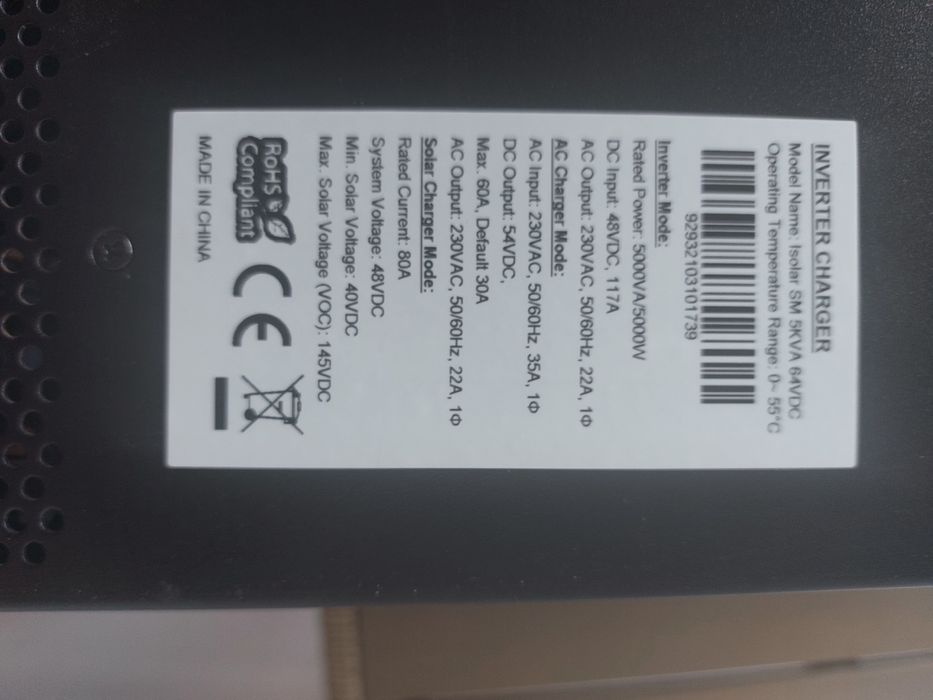 INVERTER CHARGER
Model Name: Isolar SM 5KVA 64VDC
Operating Temperature Range: 0~ 55°C
92932103101739
Inverter Mode:
Rated Power: 5000VA/5000W
DC Input: 48VDC, 117A
AC Output: 230VAC, 50/60Hz, 22A, 1Φ
AC Charger Mode:
AC Input: 230VAC, 50/60Hz, 35A, 1Φ
DC Output: 54VDC,
Max. 60A, Default 30A
AC Output: 230VAC, 50/60Hz, 22A, 1Φ
Solar Charger Mode:
Rated Current: 80A
System Voltage: 48VDC
Min. Solar Voltage: 40VDC
Max. Solar Voltage (VOC): 145VDC
RoHS
Compliant
CE
MADE IN CHINA